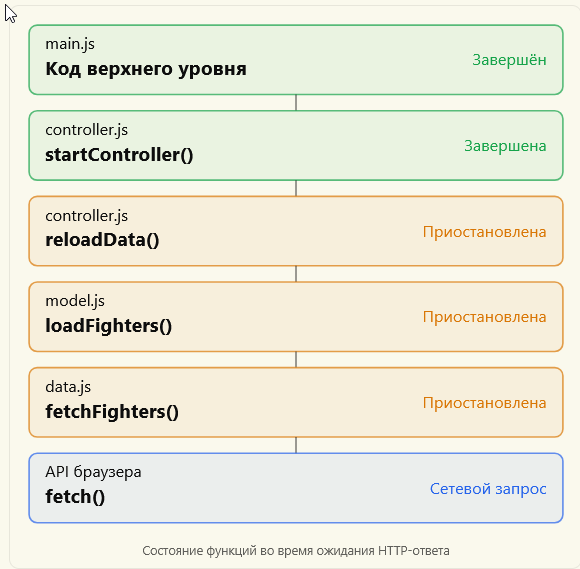 main.js
Код верхнего уровня
Завершён
controller.js
startController()
Завершена
controller.js
reloadData()
Приостановлена
model.js
loadFighters()
Приостановлена
data.js
fetchFighters()
Приостановлена
API браузера
fetch()
Сетевой запрос
Состояние функций во время ожидания HTTP-ответа